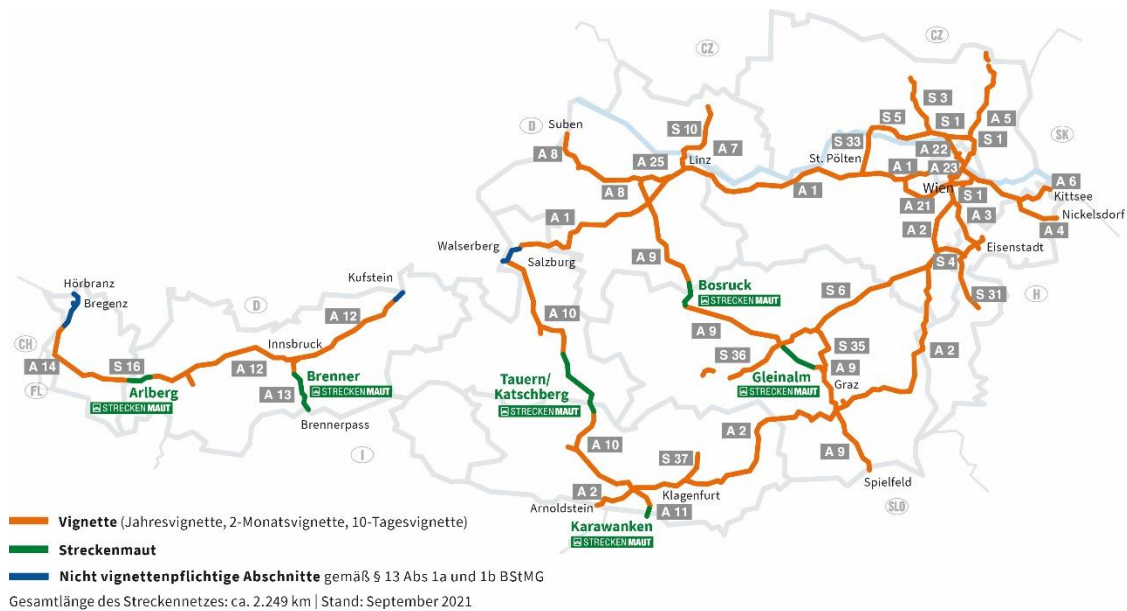 CZ
CZ
S 3
S 5
S 1
A 5
D
Suben
S 10
S 33
S 1
SK
A 8
A 25
Linz
A 7
St. Pölten
A 22
A 1
A 23
A 8
A 1
Wien
S 1
A 6
Kittsee
A 21
A 3
Nickelsdorf
A 1
A 2
A 4
Walserberg
Salzburg
A 9
Eisenstadt
S 4
Hörbranz
Kufstein
Bosruck
STRECKENMAUT
S 6
S 31
H
Bregenz
D
A 12
A 10
A 9
CH
Innsbruck
S 35
A 2
A 14
S 16
A 12
Brenner
STRECKENMAUT
S 36
A 9
FL
Arlberg
STRECKENMAUT
A 13
Tauern/
Katschberg
STRECKENMAUT
Gleinalm
STRECKENMAUT
Graz
Brennerpass
A 10
A 2
I
S 37
A 9
A 2
Klagenfurt
Spielfeld
Arnoldstein
A 11
SLO
Karawanken
STRECKENMAUT
Vignette (Jahresvignette, 2-Monatsvignette, 10-Tagesvignette)
Streckenmaut
Nicht vignettenpflichtige Abschnitte gemäß § 13 Abs 1a und 1b BStMG
Gesamtlänge des Streckennetzes: ca. 2.249 km | Stand: September 2021